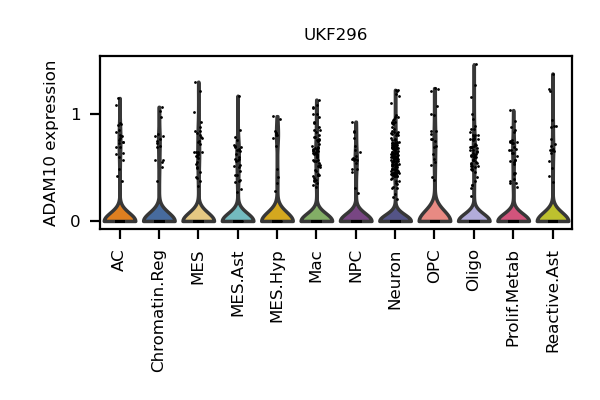 UKF296
ADAM10 expression
1
0
AC
Chromatin.Reg
MES
MES.Ast
MES.Hyp
Mac
NPC
Neuron
OPC
Oligo
Prolif.Metab
Reactive.Ast